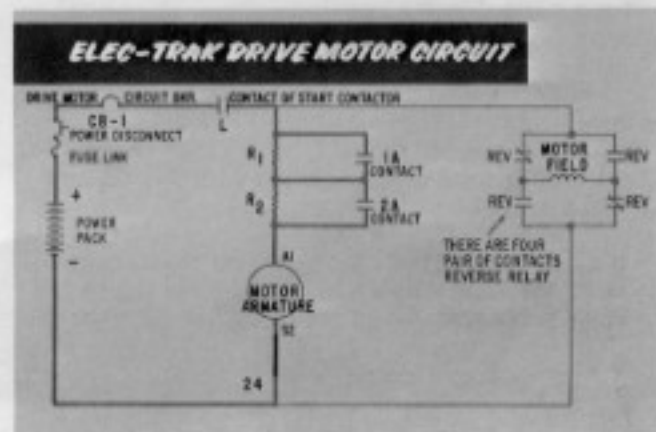 ELEC-TRAK DRIVE MOTOR CIRCUIT
DRIVE MOTOR CIRCUIT BKR. CONTACT OF START CONTACTOR
L
CB-1
POWER DISCONNECT
FUSE LINK
+
POWER
PACK
-
R1
1A
CONTACT
R2
2A
CONTACT
A1
MOTOR
ARMATURE
S2
24
REV
MOTOR
FIELD
REV
REV
REV
THERE ARE FOUR
PAIR OF CONTACTS
REVERSE RELAY